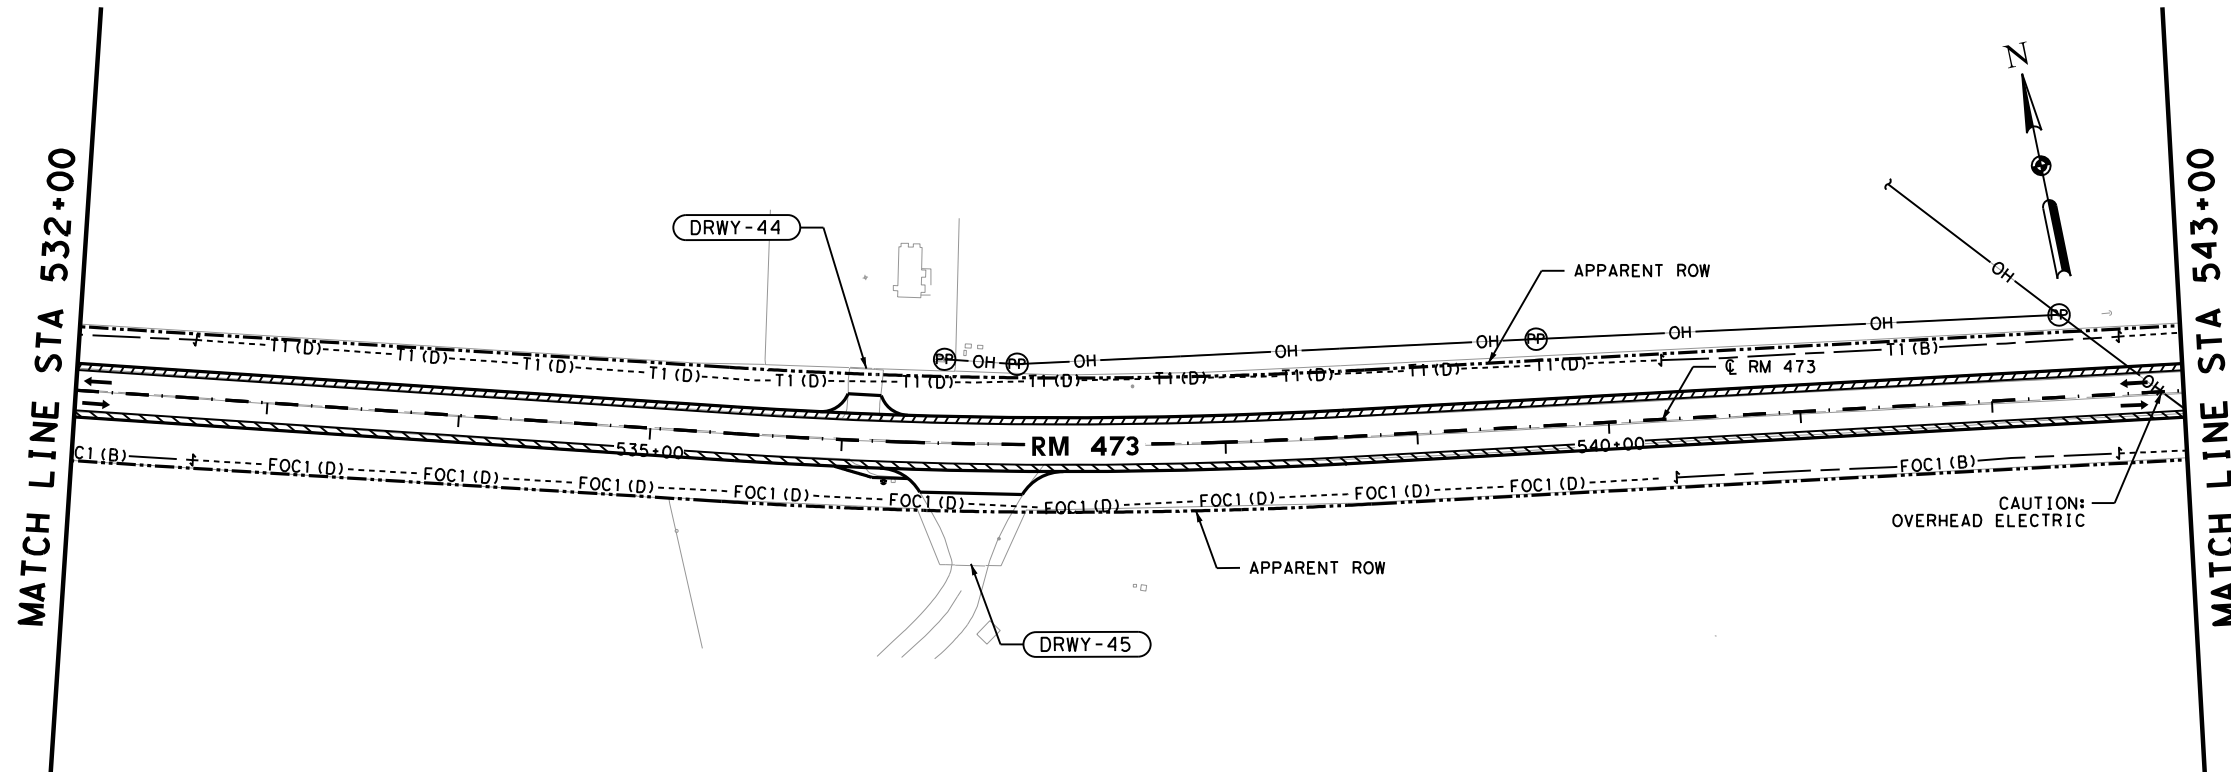 MATCH LINE STA 532+00
N
MATCH LINE STA 543+00
DRWY-44
APPARENT ROW
OH
PP OH PP OH OH OH PP OH OH PP
T1(D) T1(D) T1(D) T1(D) T1(D) T1(D) T1(D) T1(D) T1(D) T1(D) T1(D) T1(B)
℄ RM 473
OH
RM 473
535+00
540+00
C1(B) FOC1(D) FOC1(D) FOC1(D) FOC1(D) FOC1(D) FOC1(D) FOC1(D) FOC1(D) FOC1(D) FOC1(B)
CAUTION:
OVERHEAD ELECTRIC
APPARENT ROW
DRWY-45